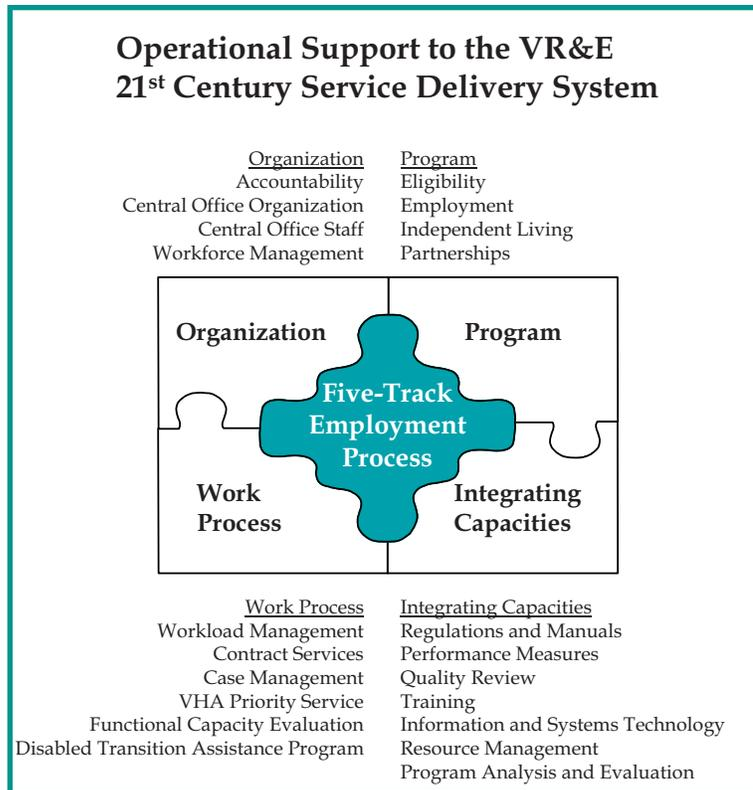 Operational Support to the VR&E
21st Century Service Delivery System
Organization
Accountability
Central Office Organization
Central Office Staff
Workforce Management
Program
Eligibility
Employment
Independent Living
Partnerships
Organization
Program
Five-Track
Employment
Process
Work
Process
Integrating
Capacities
Work Process
Workload Management
Contract Services
Case Management
VHA Priority Service
Functional Capacity Evaluation
Disabled Transition Assistance Program
Integrating Capacities
Regulations and Manuals
Performance Measures
Quality Review
Training
Information and Systems Technology
Resource Management
Program Analysis and Evaluation